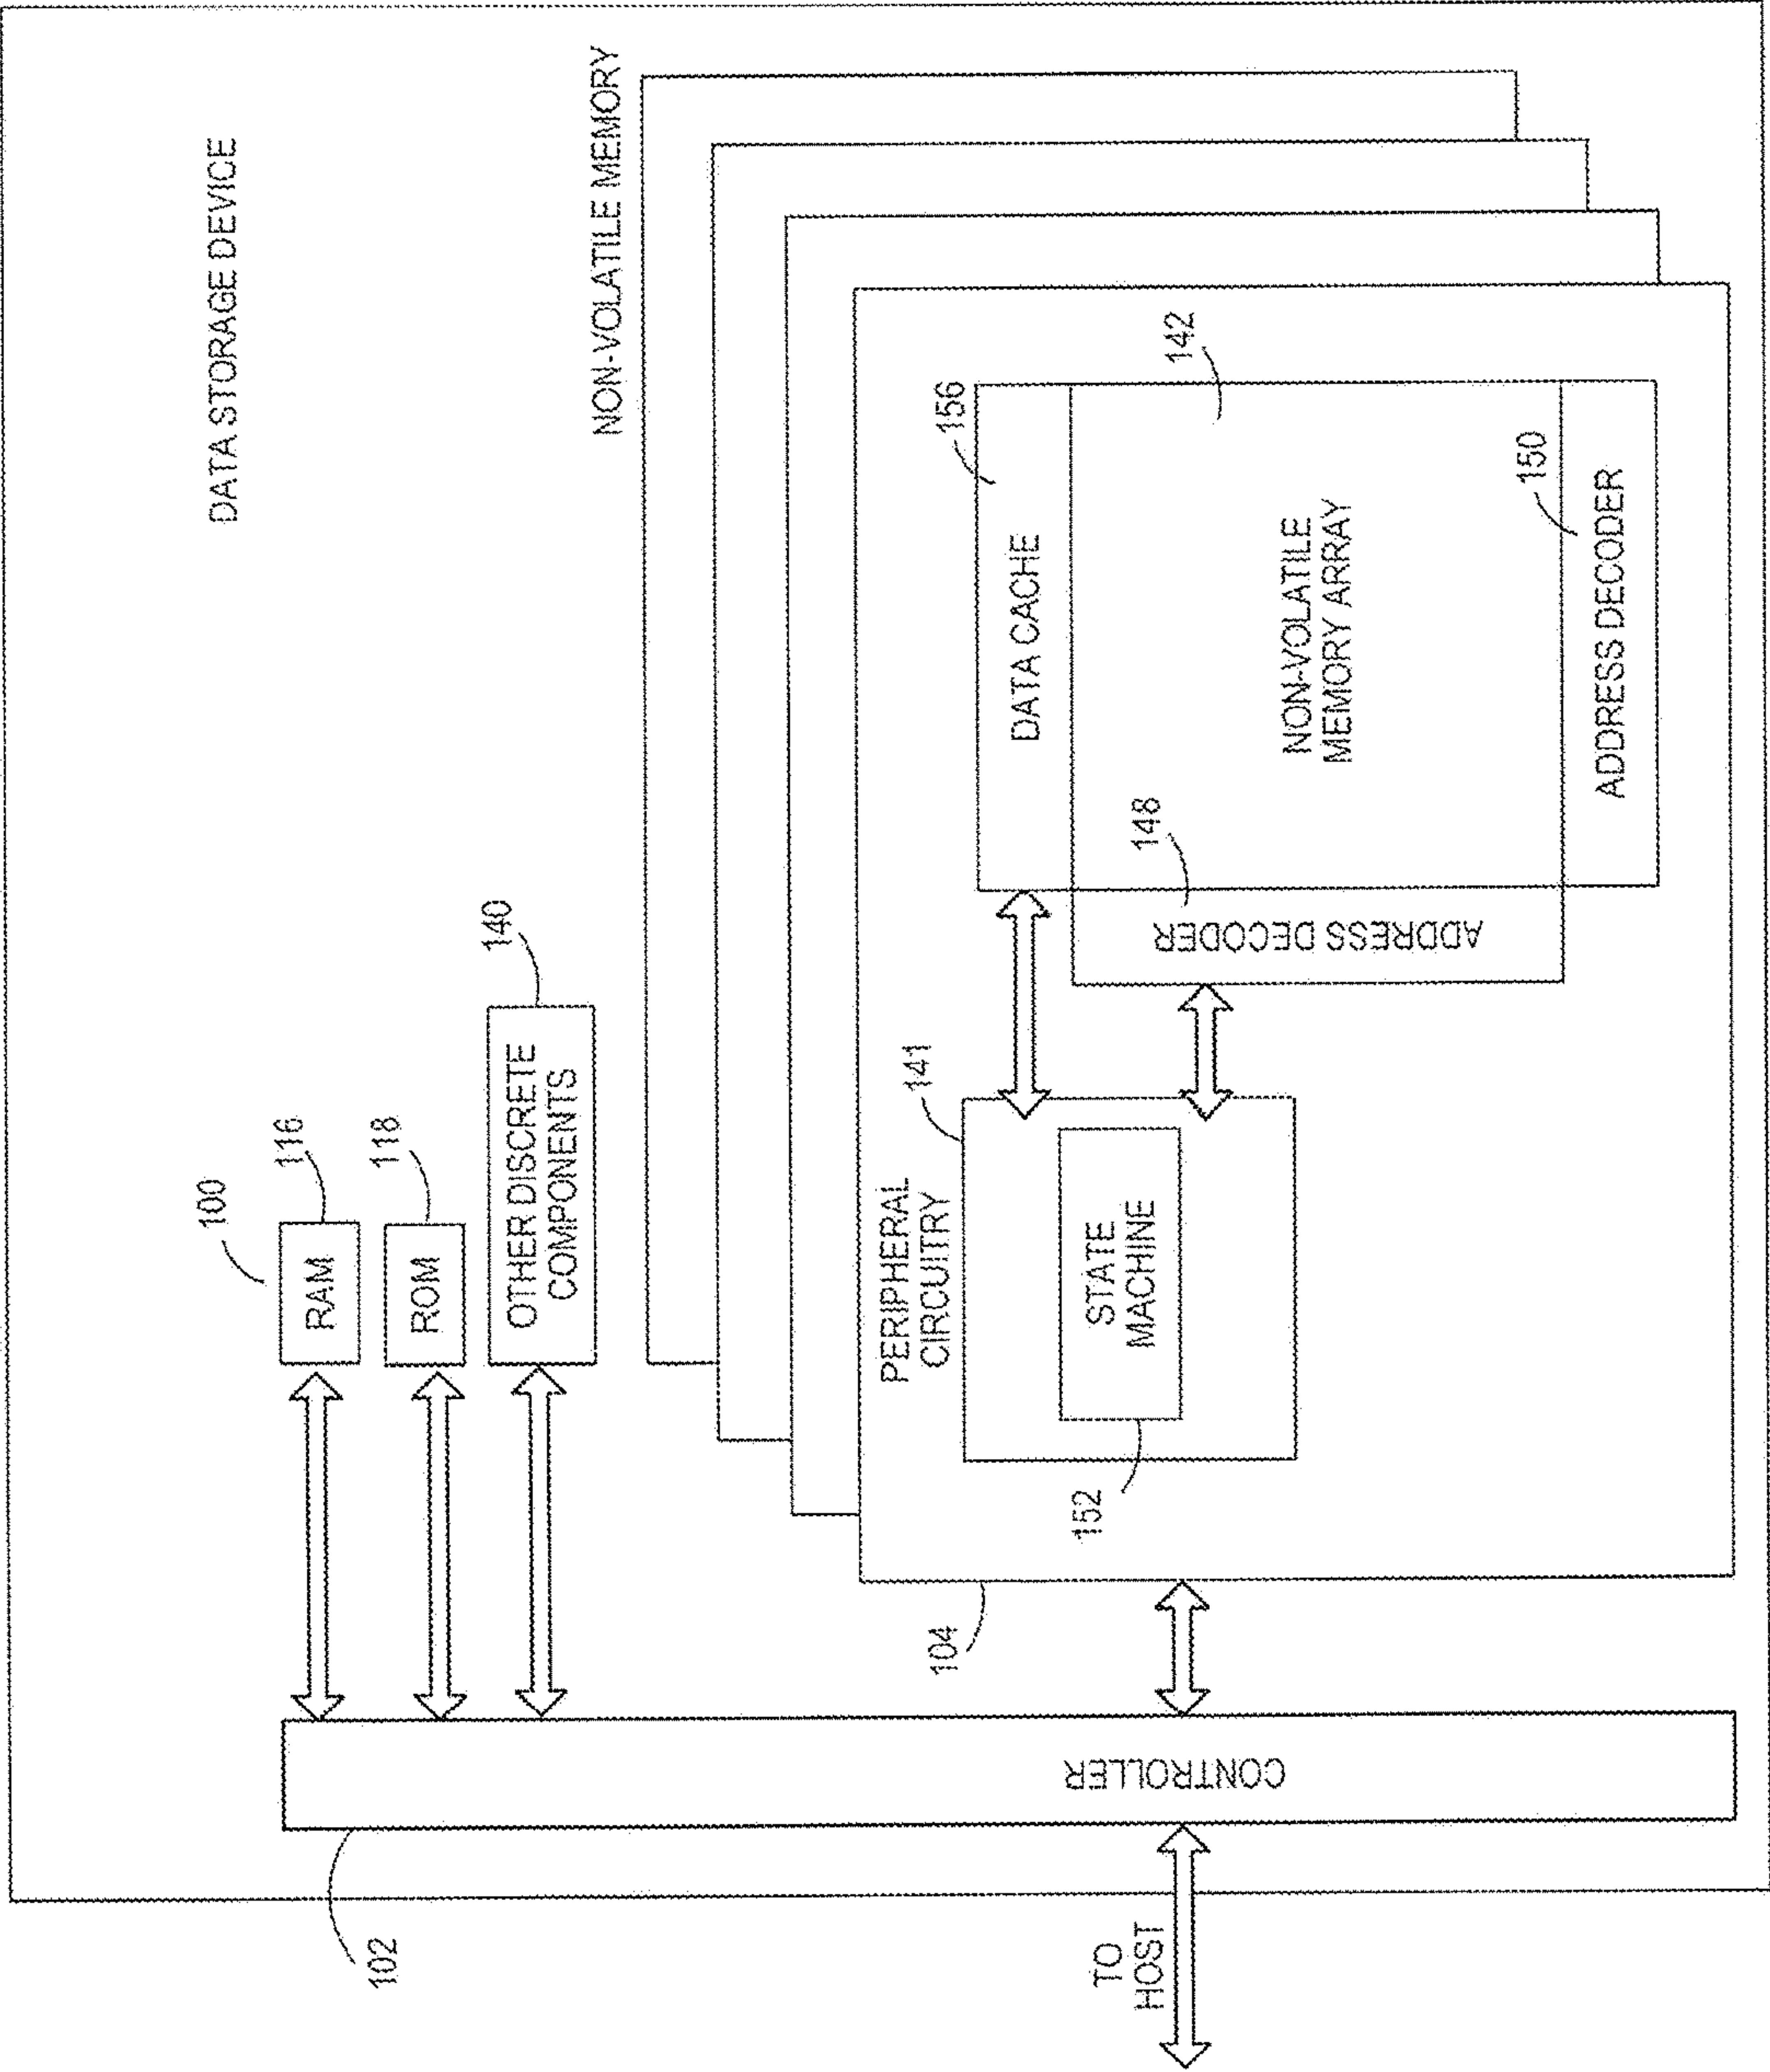 DATA STORAGE DEVICE
100
116
RAM
118
ROM
140
OTHER DISCRETE
COMPONENTS
NON-VOLATILE MEMORY
PERIPHERAL
CIRCUITRY
141
STATE
MACHINE
152
156
DATA CACHE
142
NON-VOLATILE
MEMORY ARRAY
148
ADDRESS DECODER
150
ADDRESS DECODER
104
CONTROLLER
102
TO
HOST